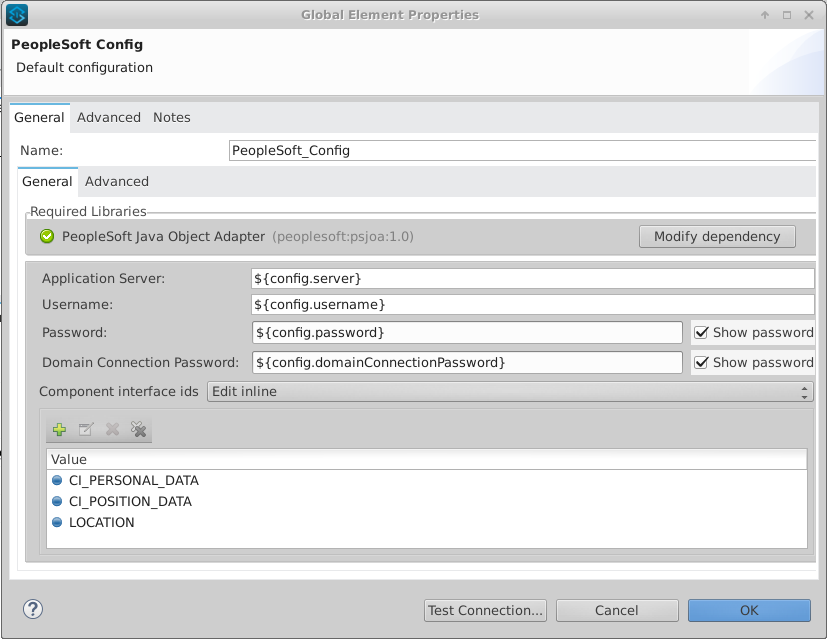 Global Element Properties
PeopleSoft Config
Default configuration
General Advanced Notes
Name: PeopleSoft_Config
General Advanced
Required Libraries
PeopleSoft Java Object Adapter (peoplesoft:psjoa:1.0) Modify dependency
Application Server: ${config.server}
Username: ${config.username}
Password: ${config.password} Show password
Domain Connection Password: ${config.domainConnectionPassword} Show password
Component interface ids Edit inline
Value
CI_PERSONAL_DATA
CI_POSITION_DATA
LOCATION
? Test Connection... Cancel OK